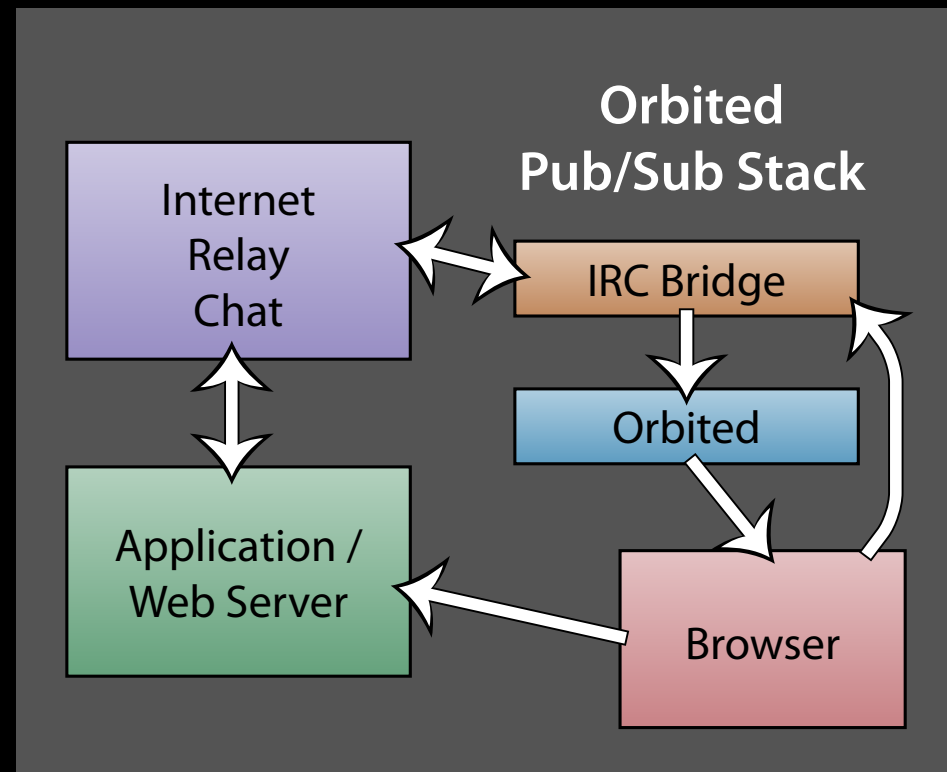 Orbited
Pub/Sub Stack
Internet
Relay
Chat
IRC Bridge
Orbited
Application /
Web Server
Browser